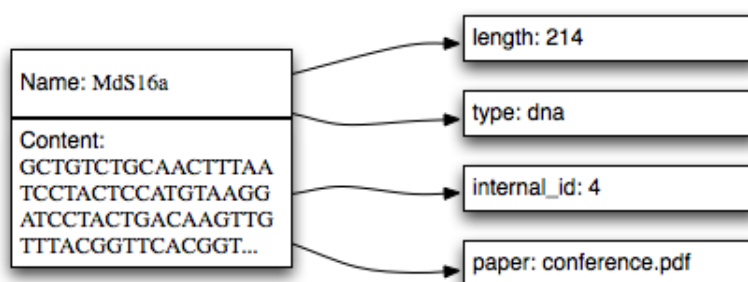 Name: MdS16a
Content:
GCTGTCTGCAACTTTAA
TCCTACTCCATGTAAGG
ATCCTACTGACAAGTTG
TTTACGGTTCACGGT...
length: 214
type: dna
internal_id: 4
paper: conference.pdf